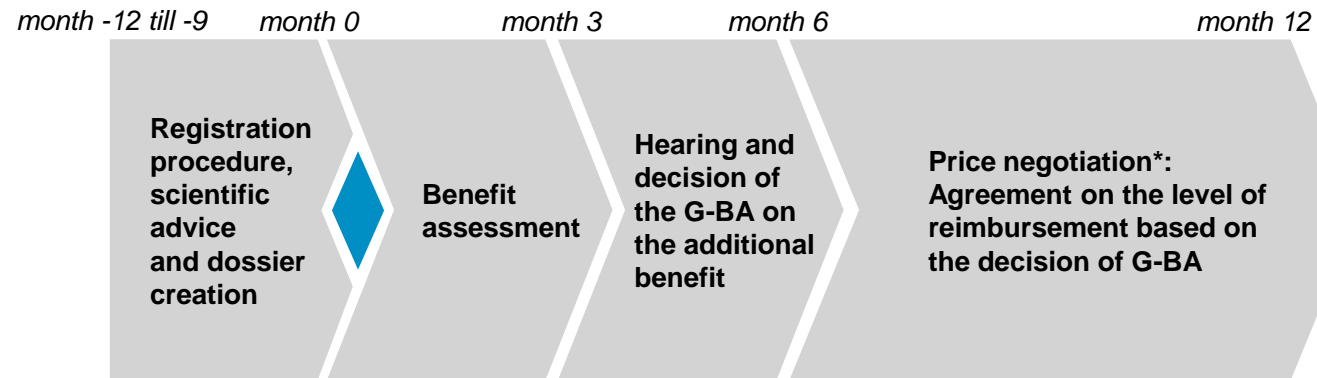 month -12 till -9 month 0 month 3 month 6 month 12
Registration
procedure,
scientific
advice
and dossier
creation
Benefit
assessment
Hearing and
decision of
the G-BA on
the additional
benefit
Price negotiation*:
Agreement on the level of
reimbursement based on
the decision of G-BA